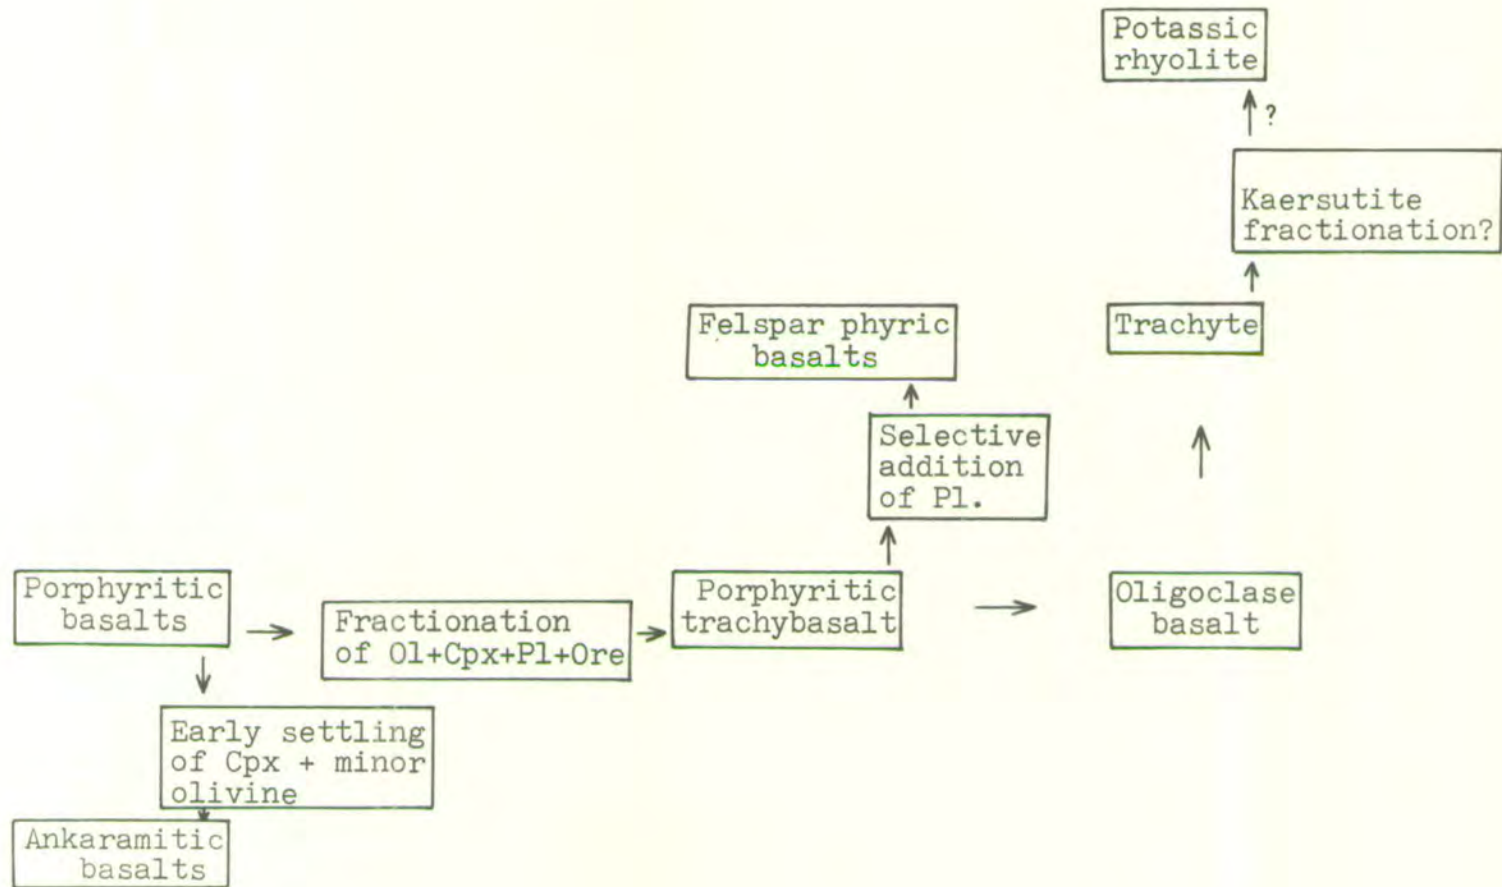 Potassic
rhyolite
?
Kaersutite
fractionation?
Felspar phyric
basalts
Trachyte
Selective
addition
of Pl.
Porphyritic
basalts
Fractionation
of Ol+Cpx+Pl+Ore
Porphyritic
trachybasalt
Oligoclase
basalt
Early settling
of Cpx + minor
olivine
Ankaramitic
basalts